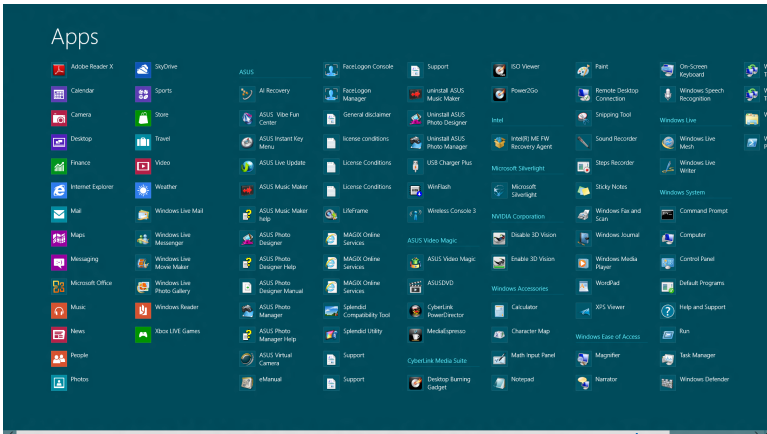 Apps
Adobe Reader X
Calendar
Camera
Desktop
Finance
Internet Explorer
Mail
Maps
Messaging
Microsoft Office
Music
News
People
Photos
SkyDrive
Sports
Store
Travel
Video
Weather
Windows Live Mail
Windows Live
Messenger
Windows Live
Movie Maker
Windows Live
Photo Gallery
Windows Reader
Xbox LIVE Games
ASUS
AI Recovery
ASUS Vibe Fun
Center
ASUS Instant Key
Menu
ASUS Live Update
ASUS Music Maker
ASUS Music Maker
help
ASUS Photo
Designer
ASUS Photo
Designer Help
ASUS Photo
Designer Manual
ASUS Photo
Manager
ASUS Photo
Manager Help
ASUS Virtual
Camera
eManual
FaceLogon Console
FaceLogon
Manager
General disclaimer
license conditions
License Conditions
License Conditions
LifeFrame
MAGIX Online
Services
MAGIX Online
Services
MAGIX Online
Services
Splendid
Compatibility Tool
Splendid Utility
Support
Support
Support
uninstall ASUS
Music Maker
Uninstall ASUS
Photo Designer
Uninstall ASUS
Photo Manager
USB Charger Plus
WinFlash
Wireless Console 3
ASUS Video Magic
ASUS Video Magic
ASUSDVD
CyberLink
PowerDirector
MediaEspresso
CyberLink Media Suite
Desktop Burning
Gadget
ISO Viewer
Power2Go
Intel
Intel(R) ME FW
Recovery Agent
Microsoft Silverlight
Microsoft
Silverlight
NVIDIA Corporation
Disable 3D Vision
Enable 3D Vision
Windows Accessories
Calculator
Character Map
Math Input Panel
Notepad
Paint
Remote Desktop
Connection
Snipping Tool
Sound Recorder
Steps Recorder
Sticky Notes
Windows Fax and
Scan
Windows Journal
Windows Media
Player
WordPad
XPS Viewer
Windows Ease of Access
Magnifier
Narrator
On-Screen
Keyboard
Windows Speech
Recognition
Windows Live
Windows Live
Mesh
Windows Live
Writer
Windows System
Command Prompt
Computer
Control Panel
Default Programs
Help and Support
Run
Task Manager
Windows Defender